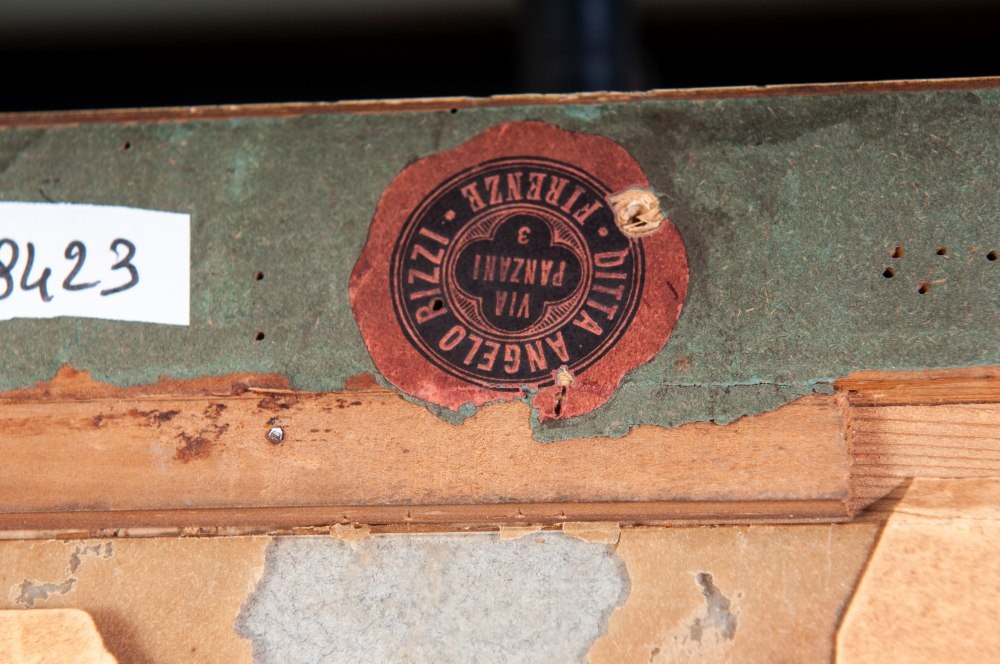 8423
DITTA ANGELO RIZZI
• FIRENZE •
VIA
PANZANI
3